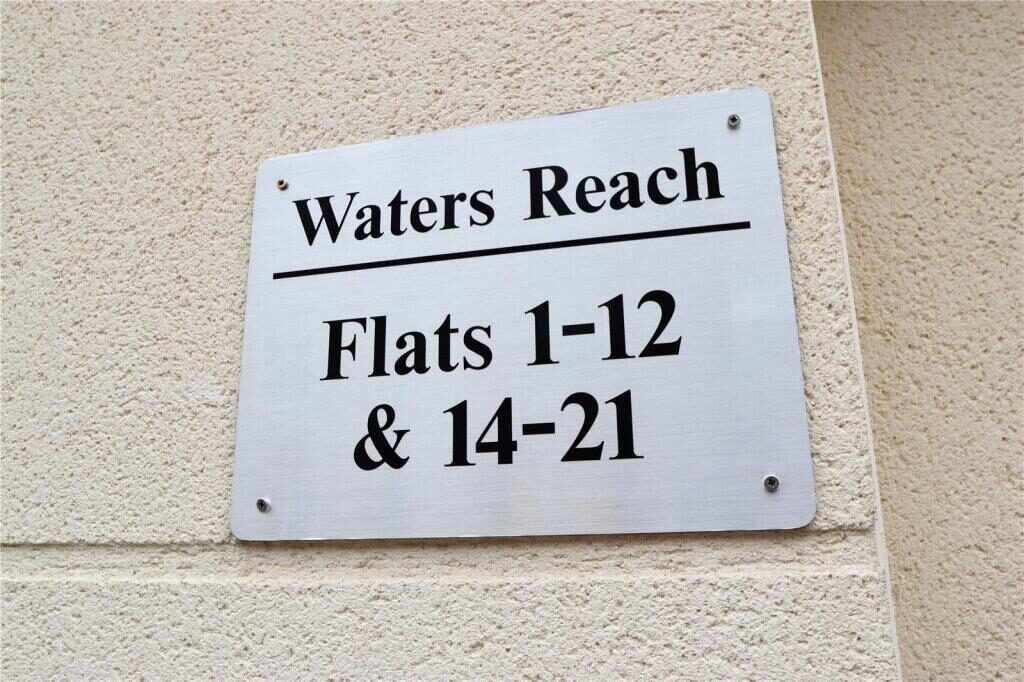 Waters Reach
Flats 1-12
& 14-21